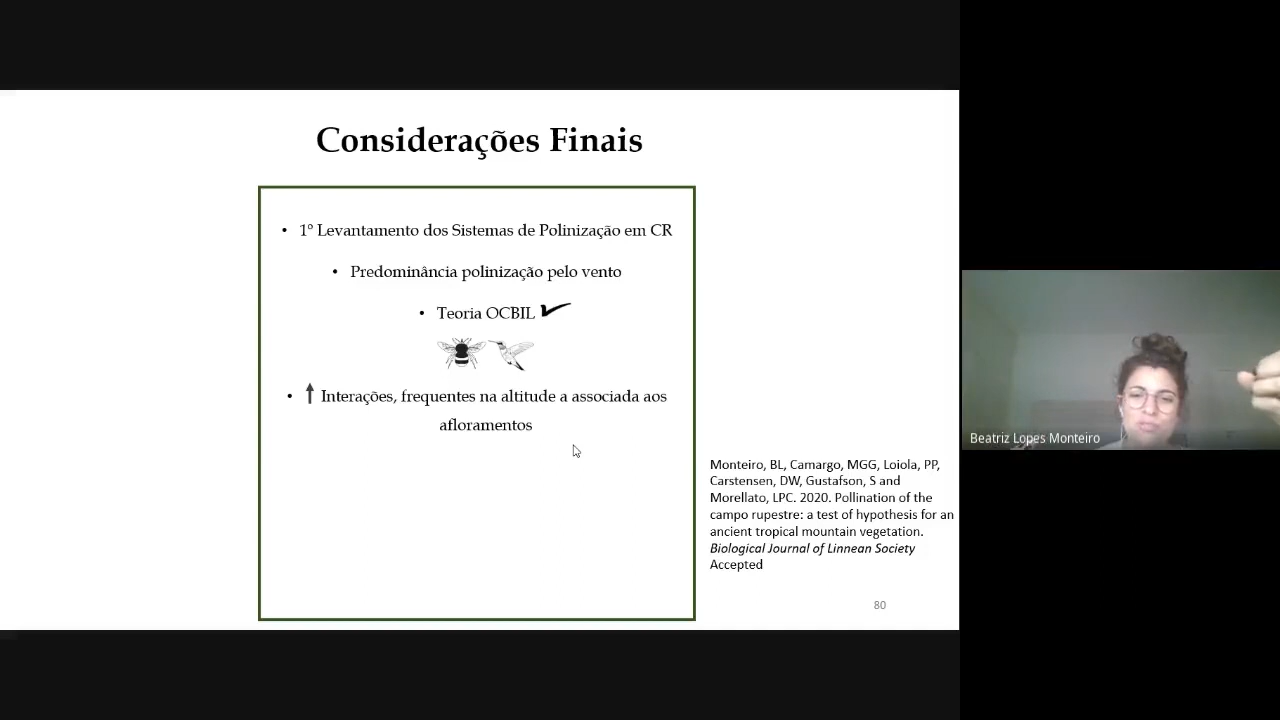 Considerações Finais
• 1º Levantamento dos Sistemas de Polinização em CR
• Predominância polinização pelo vento
• Teoria OCBIL ✓
• ↑ Interações, frequentes na altitude a associada aos
afloramentos
Monteiro, BL, Camargo, MGG, Loiola, PP,
Carstensen, DW, Gustafson, S and
Morellato, LPC. 2020. Pollination of the
campo rupestre: a test of hypothesis for an
ancient tropical mountain vegetation.
Biological Journal of Linnean Society
Accepted
80
Beatriz Lopes Monteiro